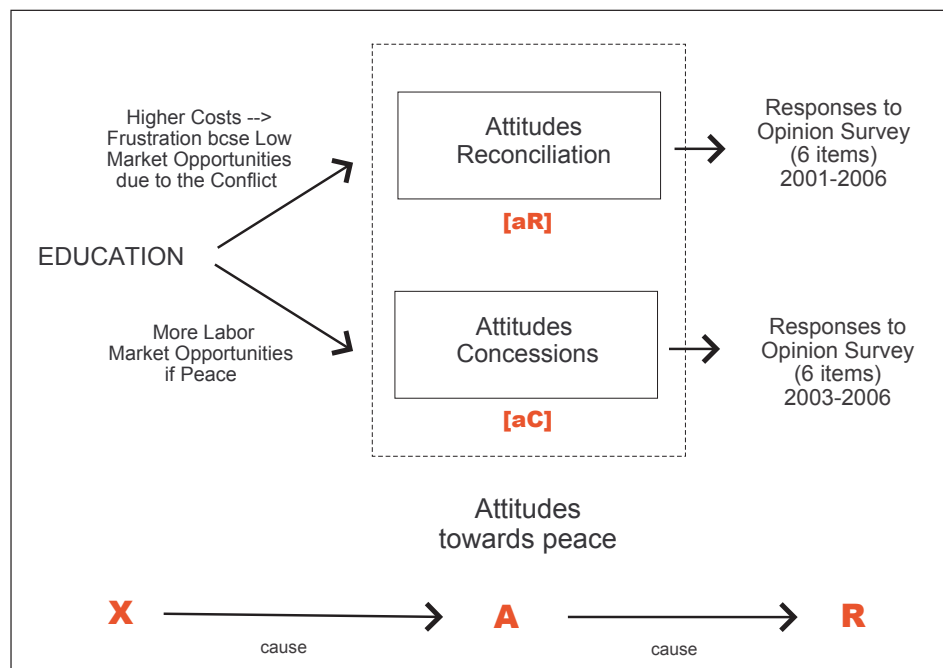 Higher Costs -->
Frustration bcse Low
Market Opportunities
due to the Conflict
EDUCATION
More Labor
Market Opportunities
if Peace
Attitudes
Reconciliation
[aR]
Attitudes
Concessions
[aC]
Responses to
Opinion Survey
(6 items)
2001-2006
Responses to
Opinion Survey
(6 items)
2003-2006
Attitudes
towards peace
X
cause
A
cause
R